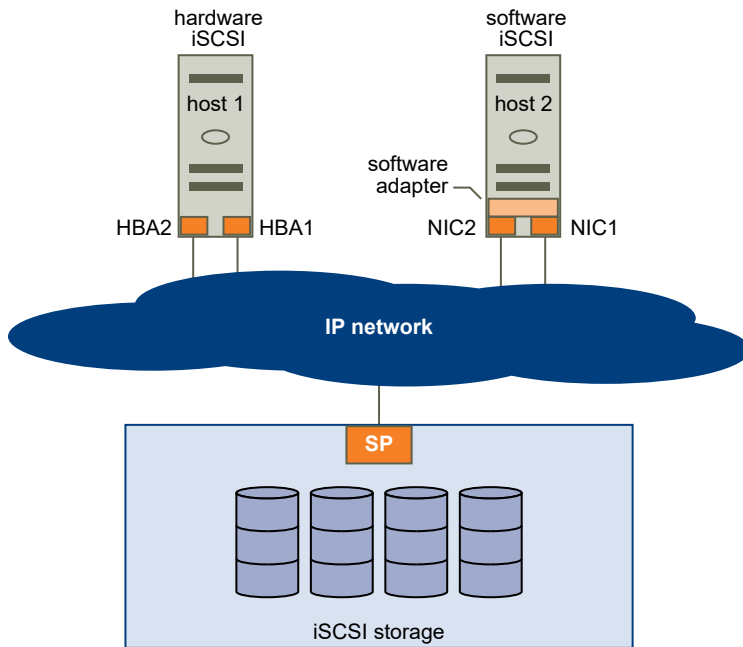 hardware
iSCSI
software
iSCSI
host 1
host 2
software
adapter
HBA2
HBA1
NIC2
NIC1
IP network
SP
iSCSI storage